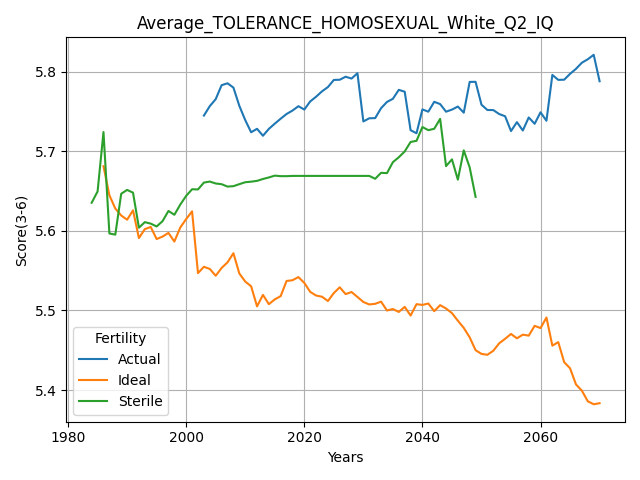 Average_TOLERANCE_HOMOSEXUAL_White_Q2_IQ
Score(3-6)
5.8
5.7
5.6
5.5
5.4
Fertility
Actual
Ideal
Sterile
1980
2000
2020
2040
2060
Years